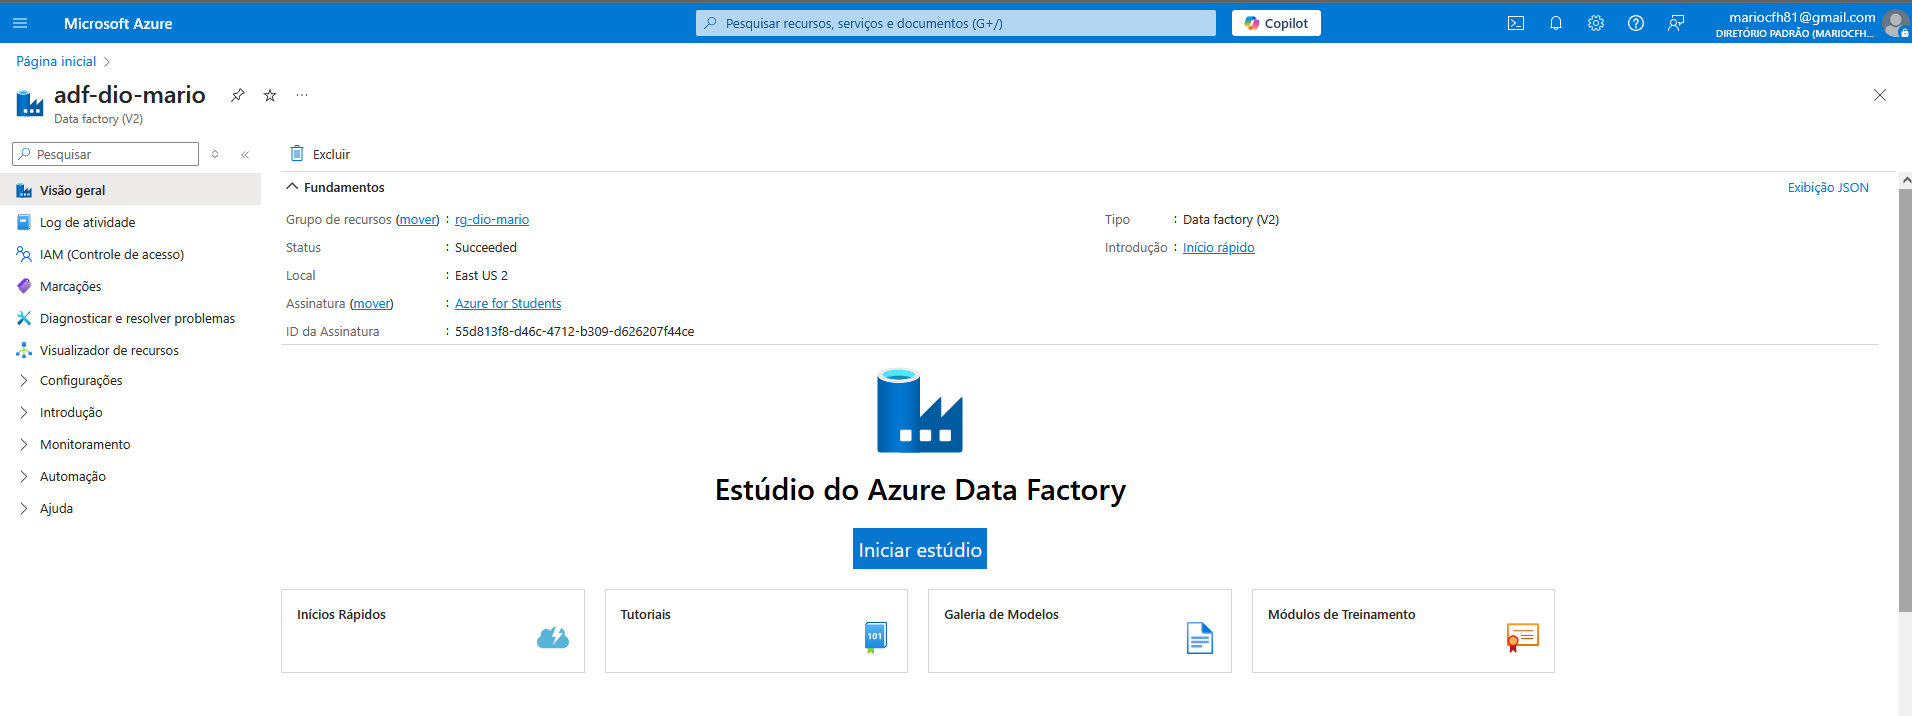 Microsoft Azure
Pesquisar recursos, serviços e documentos (G+/)
Copilot
mariocfh81@gmail.com
DIRETÓRIO PADRÃO (MARIOCFH...
Página inicial
adf-dio-mario
Data factory (V2)
Pesquisar
Excluir
Visão geral
Log de atividade
IAM (Controle de acesso)
Marcações
Diagnosticar e resolver problemas
Visualizador de recursos
Configurações
Introdução
Monitoramento
Automação
Ajuda
Fundamentos
Exibição JSON
Grupo de recursos (mover) : rg-dio-mario
Status : Succeeded
Local : East US 2
Assinatura (mover) : Azure for Students
ID da Assinatura : 55d813f8-d46c-4712-b309-d626207f44ce
Tipo : Data factory (V2)
Introdução : Início rápido
Estúdio do Azure Data Factory
Iniciar estúdio
Inícios Rápidos
Tutoriais
101
Galeria de Modelos
Módulos de Treinamento